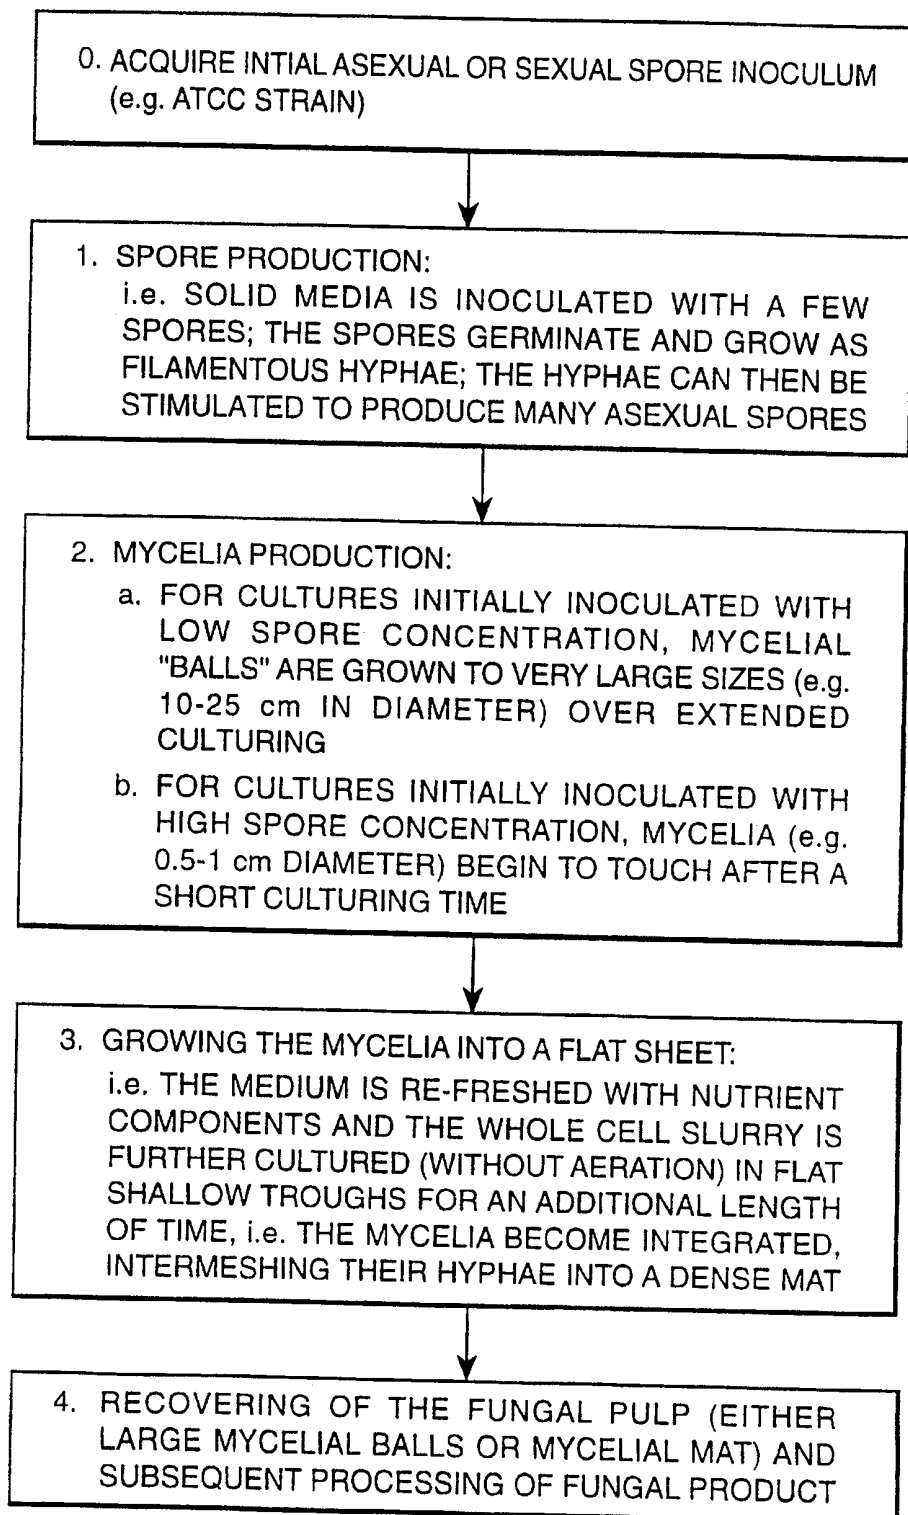 0. ACQUIRE INTIAL ASEXUAL OR SEXUAL SPORE INOCULUM
(e.g. ATCC STRAIN)
1. SPORE PRODUCTION:
i.e. SOLID MEDIA IS INOCULATED WITH A FEW
SPORES; THE SPORES GERMINATE AND GROW AS
FILAMENTOUS HYPHAE; THE HYPHAE CAN THEN BE
STIMULATED TO PRODUCE MANY ASEXUAL SPORES
2. MYCELIA PRODUCTION:
a. FOR CULTURES INITIALLY INOCULATED WITH
LOW SPORE CONCENTRATION, MYCELIAL
"BALLS" ARE GROWN TO VERY LARGE SIZES (e.g.
10-25 cm IN DIAMETER) OVER EXTENDED
CULTURING
b. FOR CULTURES INITIALLY INOCULATED WITH
HIGH SPORE CONCENTRATION, MYCELIA (e.g.
0.5-1 cm DIAMETER) BEGIN TO TOUCH AFTER A
SHORT CULTURING TIME
3. GROWING THE MYCELIA INTO A FLAT SHEET:
i.e. THE MEDIUM IS RE-FRESHED WITH NUTRIENT
COMPONENTS AND THE WHOLE CELL SLURRY IS
FURTHER CULTURED (WITHOUT AERATION) IN FLAT
SHALLOW TROUGHS FOR AN ADDITIONAL LENGTH
OF TIME, i.e. THE MYCELIA BECOME INTEGRATED,
INTERMESHING THEIR HYPHAE INTO A DENSE MAT
4. RECOVERING OF THE FUNGAL PULP (EITHER
LARGE MYCELIAL BALLS OR MYCELIAL MAT) AND
SUBSEQUENT PROCESSING OF FUNGAL PRODUCT